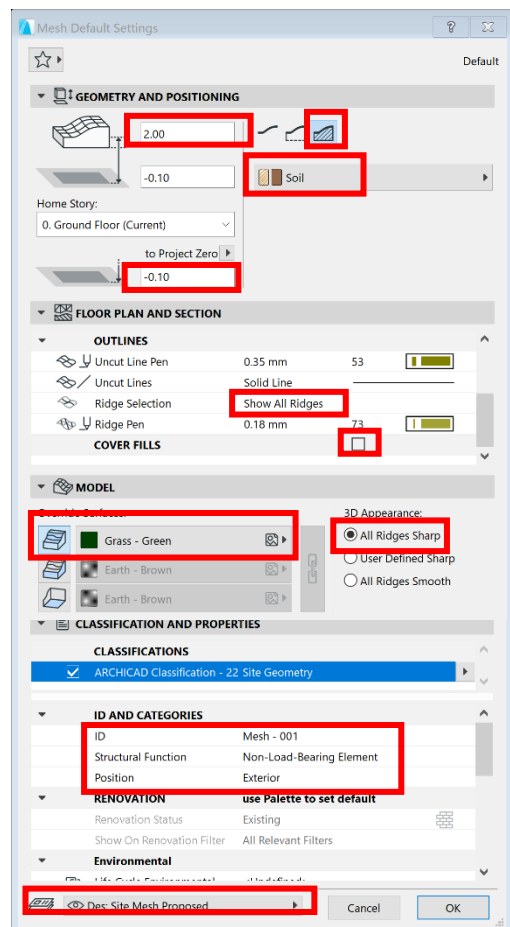 Mesh Default Settings
?
Default
GEOMETRY AND POSITIONING
2.00
-0.10
Soil
Home Story:
0. Ground Floor (Current)
to Project Zero
-0.10
FLOOR PLAN AND SECTION
OUTLINES
Uncut Line Pen 0.35 mm 53
Uncut Lines Solid Line
Ridge Selection Show All Ridges
Ridge Pen 0.18 mm 73
COVER FILLS
MODEL
Override Surfaces: 3D Appearance:
Grass - Green All Ridges Sharp
Earth - Brown User Defined Sharp
Earth - Brown All Ridges Smooth
CLASSIFICATION AND PROPERTIES
CLASSIFICATIONS
ARCHICAD Classification - 22 Site Geometry
ID AND CATEGORIES
ID Mesh - 001
Structural Function Non-Load-Bearing Element
Position Exterior
RENOVATION use Palette to set default
Renovation Status Existing
Show On Renovation Filter All Relevant Filters
Environmental
Des: Site Mesh Proposed Cancel OK